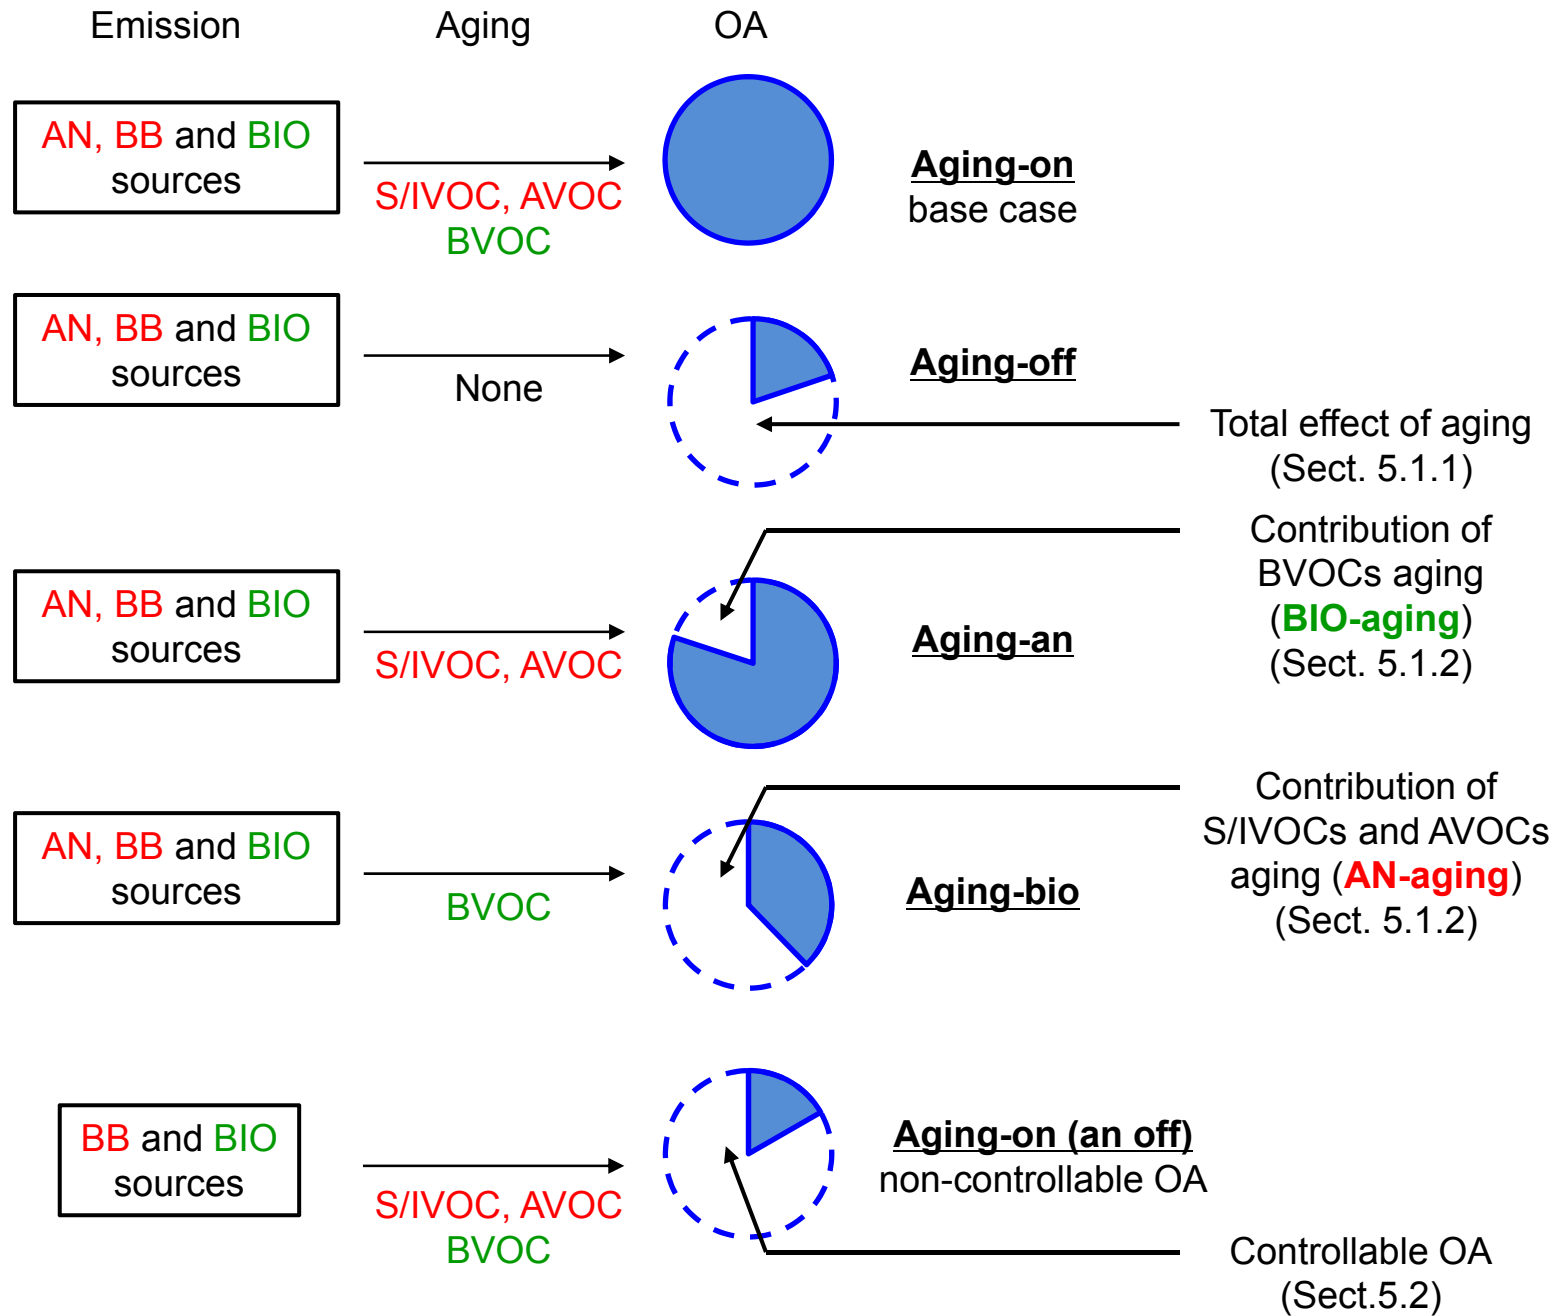 Emission Aging OA
AN, BB and BIO
sources
S/IVOC, AVOC
BVOC
Aging-on
base case
AN, BB and BIO
sources
None
Aging-off
Total effect of aging
(Sect. 5.1.1)
AN, BB and BIO
sources
S/IVOC, AVOC
Aging-an
Contribution of
BVOCs aging
(BIO-aging)
(Sect. 5.1.2)
AN, BB and BIO
sources
BVOC
Aging-bio
Contribution of
S/IVOCs and AVOCs
aging (AN-aging)
(Sect. 5.1.2)
BB and BIO
sources
S/IVOC, AVOC
BVOC
Aging-on (an off)
non-controllable OA
Controllable OA
(Sect.5.2)